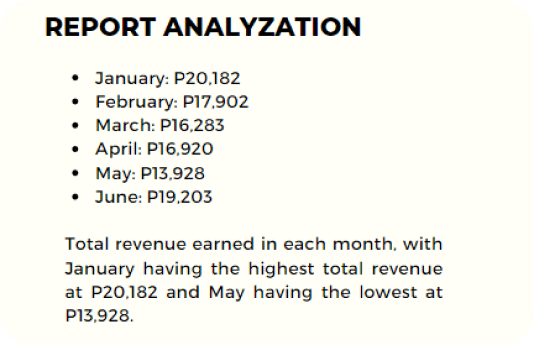 REPORT ANALYZATION
• January: P20,182
• February: P17,902
• March: P16,283
• April: P16,920
• May: P13,928
• June: P19,203
Total revenue earned in each month, with
January having the highest total revenue
at P20,182 and May having the lowest at
P13,928.